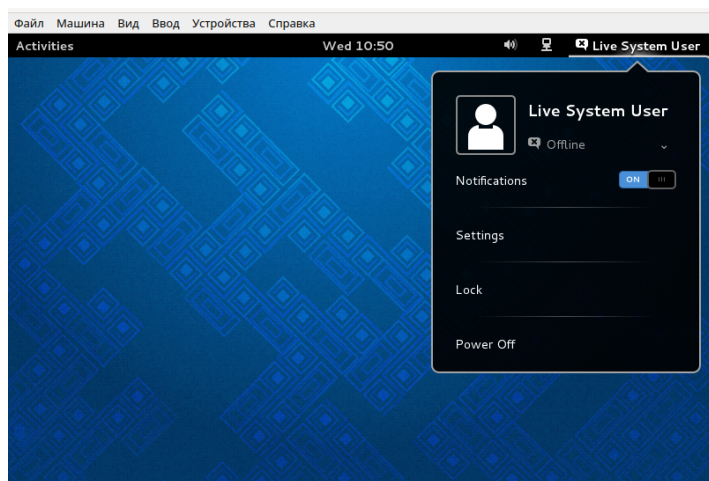 Файл Машина Вид Ввод Устройства Справка
Activities Wed 10:50 Live System User
Live System User
Offline
Notifications ON
Settings
Lock
Power Off